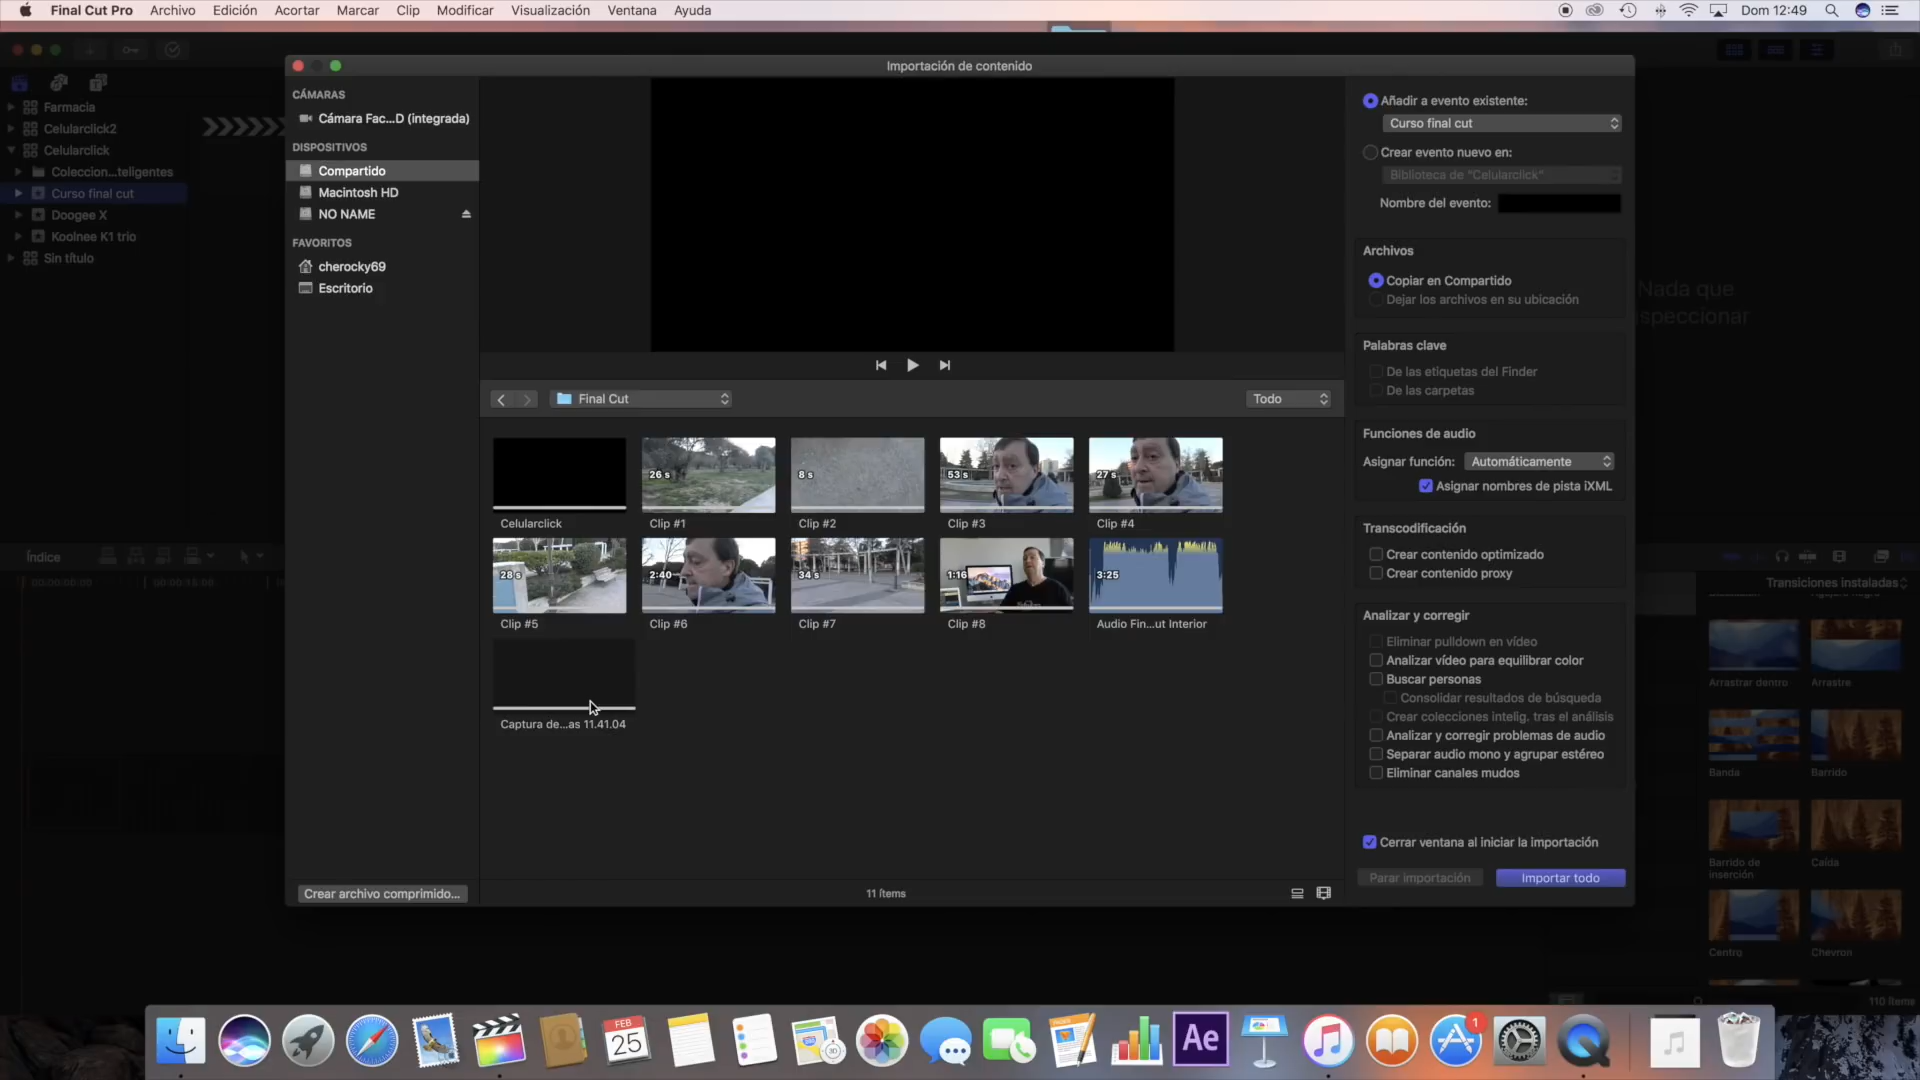 Final Cut Pro Archivo Edición Acortar Marcar Clip Modificar Visualización Ventana Ayuda
Dom 12:49
Importación de contenido
Farmacia
Celularclick2
Celularclick
Coleccion...teligentes
Curso final cut
Doogee X
Koolnee K1 trio
Sin título
CÁMARAS
Cámara Fac...D (integrada)
DISPOSITIVOS
Compartido
Macintosh HD
NO NAME
FAVORITOS
cherocky69
Escritorio
Crear archivo comprimido...
Final Cut
Todo
Celularclick
26 s
Clip #1
8 s
Clip #2
53 s
Clip #3
27 s
Clip #4
28 s
Clip #5
2:40
Clip #6
34 s
Clip #7
1:16
Clip #8
3:25
Audio Fin...ut Interior
Captura de...as 11.41.04
11 ítems
Añadir a evento existente:
Curso final cut
Crear evento nuevo en:
Biblioteca de "Celularclick"
Nombre del evento:
Archivos
Copiar en Compartido
Dejar los archivos en su ubicación
Palabras clave
De las etiquetas del Finder
De las carpetas
Funciones de audio
Asignar función: Automáticamente
Asignar nombres de pista iXML
Transcodificación
Crear contenido optimizado
Crear contenido proxy
Analizar y corregir
Eliminar pulldown en vídeo
Analizar vídeo para equilibrar color
Buscar personas
Consolidar resultados de búsqueda
Crear colecciones intelig. tras el análisis
Analizar y corregir problemas de audio
Separar audio mono y agrupar estéreo
Eliminar canales mudos
Cerrar ventana al iniciar la importación
Parar importación
Importar todo
Nada que
speccionar
Índice
Transiciones instaladas
Arrastrar dentro
Arrastre
Banda
Barrido
Barrido de
inserción
Caída
Centro
Chevron
110 ítems
FEB
25
Ae
1